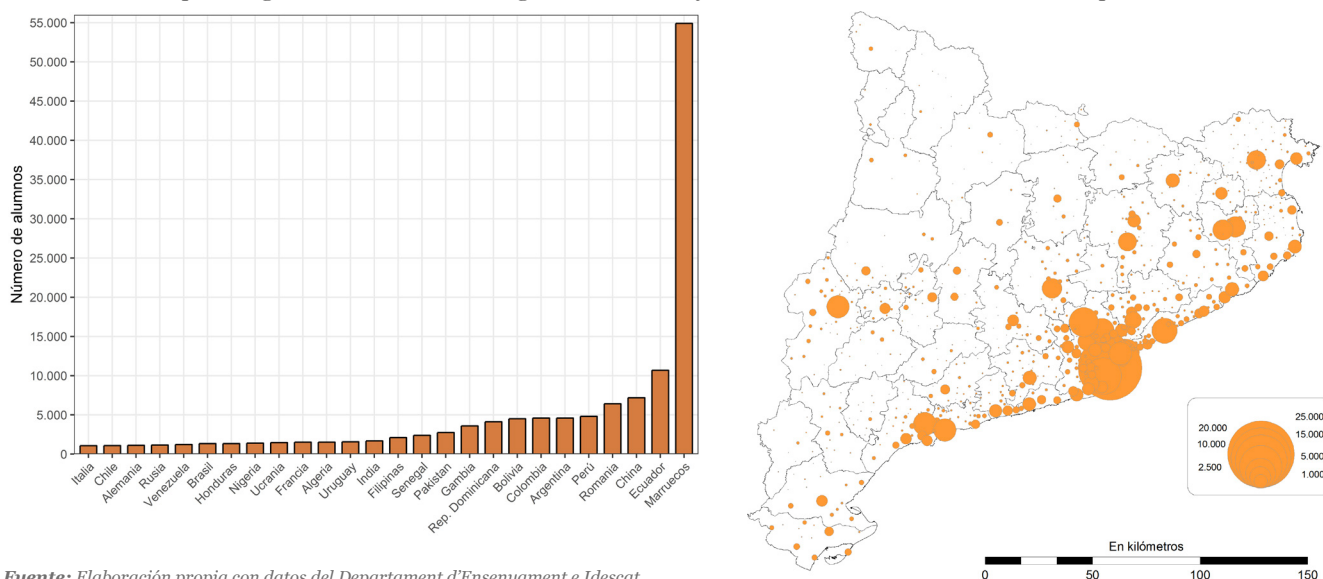 55.000
50.000
45.000
40.000
35.000
30.000
25.000
20.000
15.000
10.000
5.000
0
Número de alumnos
Italia
Chile
Alemania
Rusia
Venezuela
Brasil
Honduras
Nigeria
Ucrania
Francia
Algeria
Uruguay
India
Filipinas
Senegal
Pakistan
Gambia
Rep. Dominicana
Bolivia
Colombia
Argentina
Perú
Romania
China
Ecuador
Marruecos
25.000
20.000
15.000
10.000
5.000
2.500
1.000
En kilómetros
0 50 100 150
Fuente: Elaboración propia con datos del Departament d'Ensenyament e Idescat